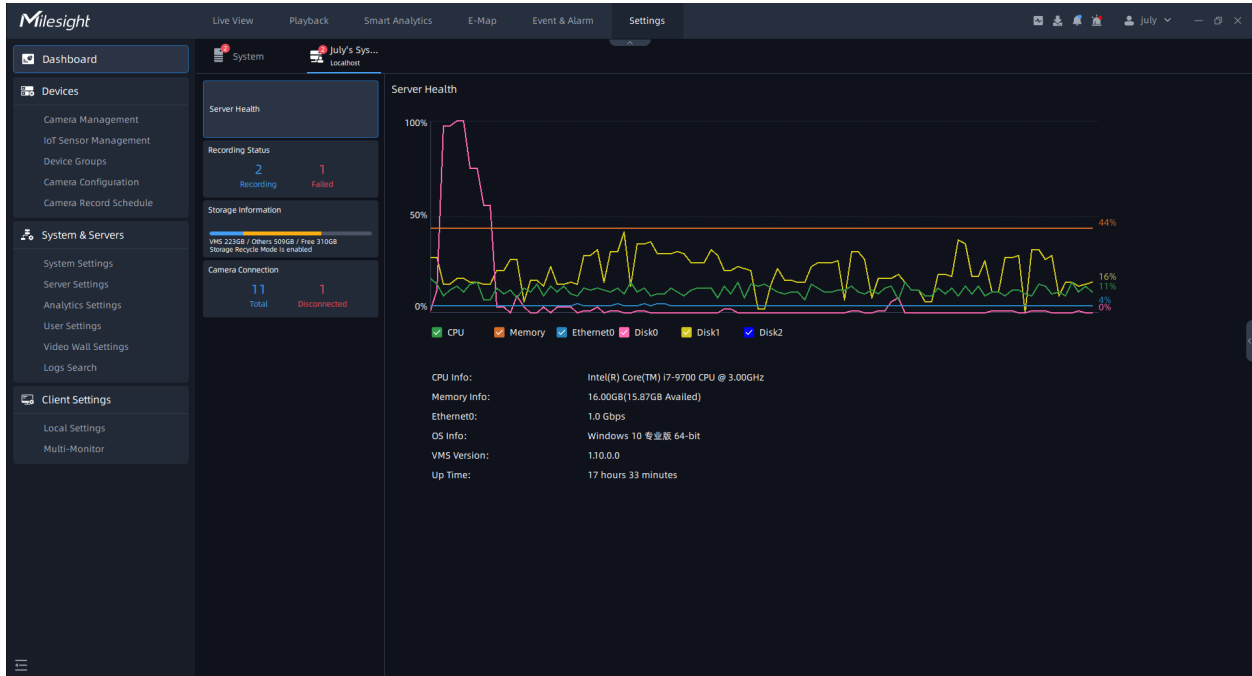 Milesight
Live View
Playback
Smart Analytics
E-Map
Event & Alarm
Settings
july
Dashboard
Devices
Camera Management
IoT Sensor Management
Device Groups
Camera Configuration
Camera Record Schedule
System & Servers
System Settings
Server Settings
Analytics Settings
User Settings
Video Wall Settings
Logs Search
Client Settings
Local Settings
Multi-Monitor
2
System
2
July's Sys...
Localhost
Server Health
Recording Status
2 1
Recording Failed
Storage Information
VMS 223GB / Others 509GB / Free 310GB
Storage Recycle Mode is enabled
Camera Connection
11 1
Total Disconnected
Server Health
100%
50%
0%
44%
16%
11%
4%
0%
CPU Memory Ethernet0 Disk0 Disk1 Disk2
CPU Info: Intel(R) Core(TM) i7-9700 CPU @ 3.00GHz
Memory Info: 16.00GB(15.87GB Availed)
Ethernet0: 1.0 Gbps
OS Info: Windows 10 专业版 64-bit
VMS Version: 1.10.0.0
Up Time: 17 hours 33 minutes